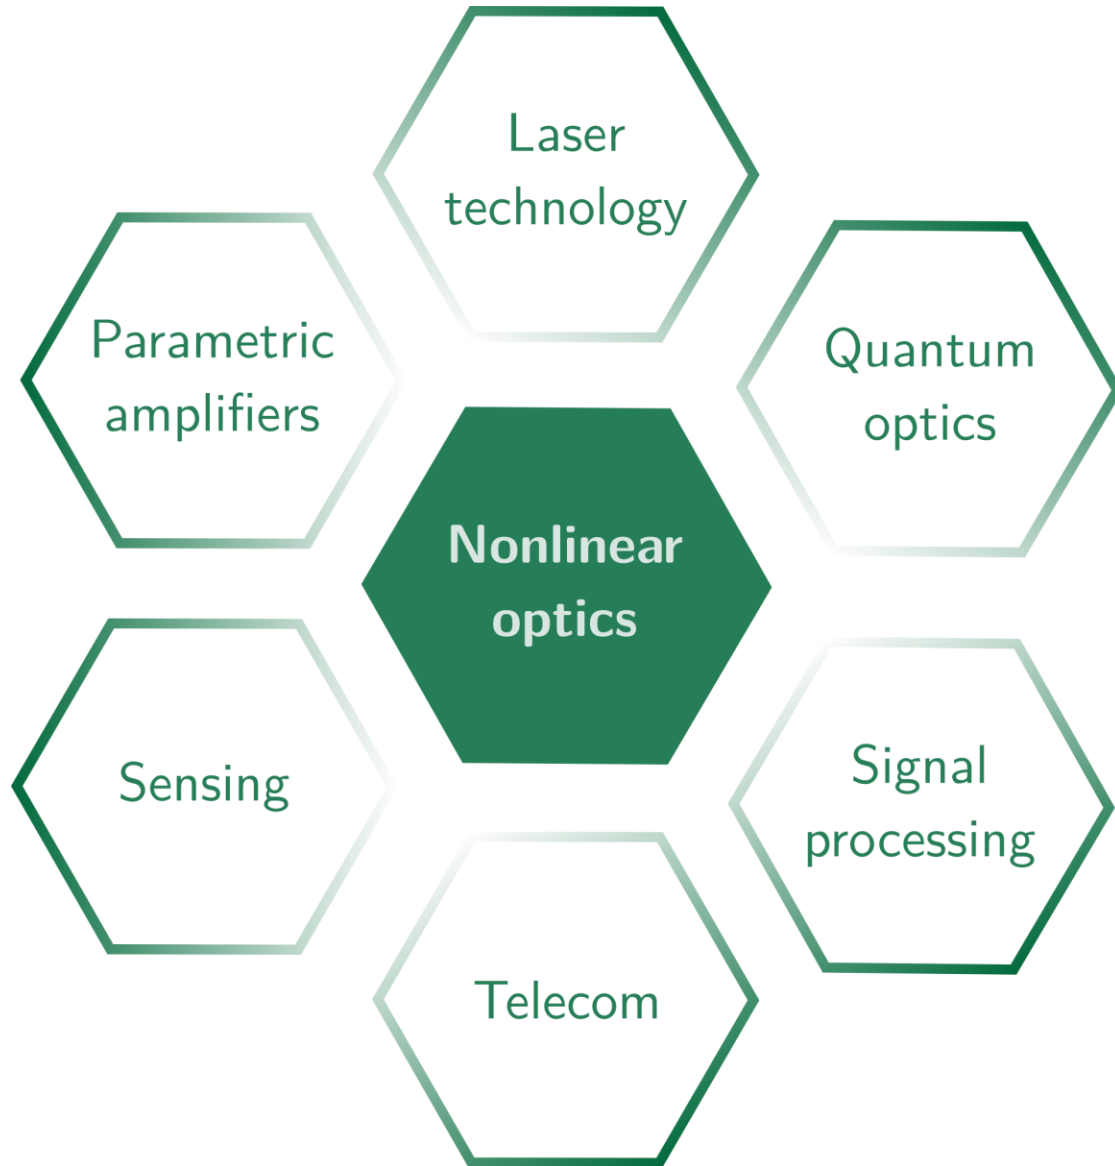 Laser
technology
Parametric
amplifiers
Quantum
optics
Nonlinear
optics
Sensing
Signal
processing
Telecom